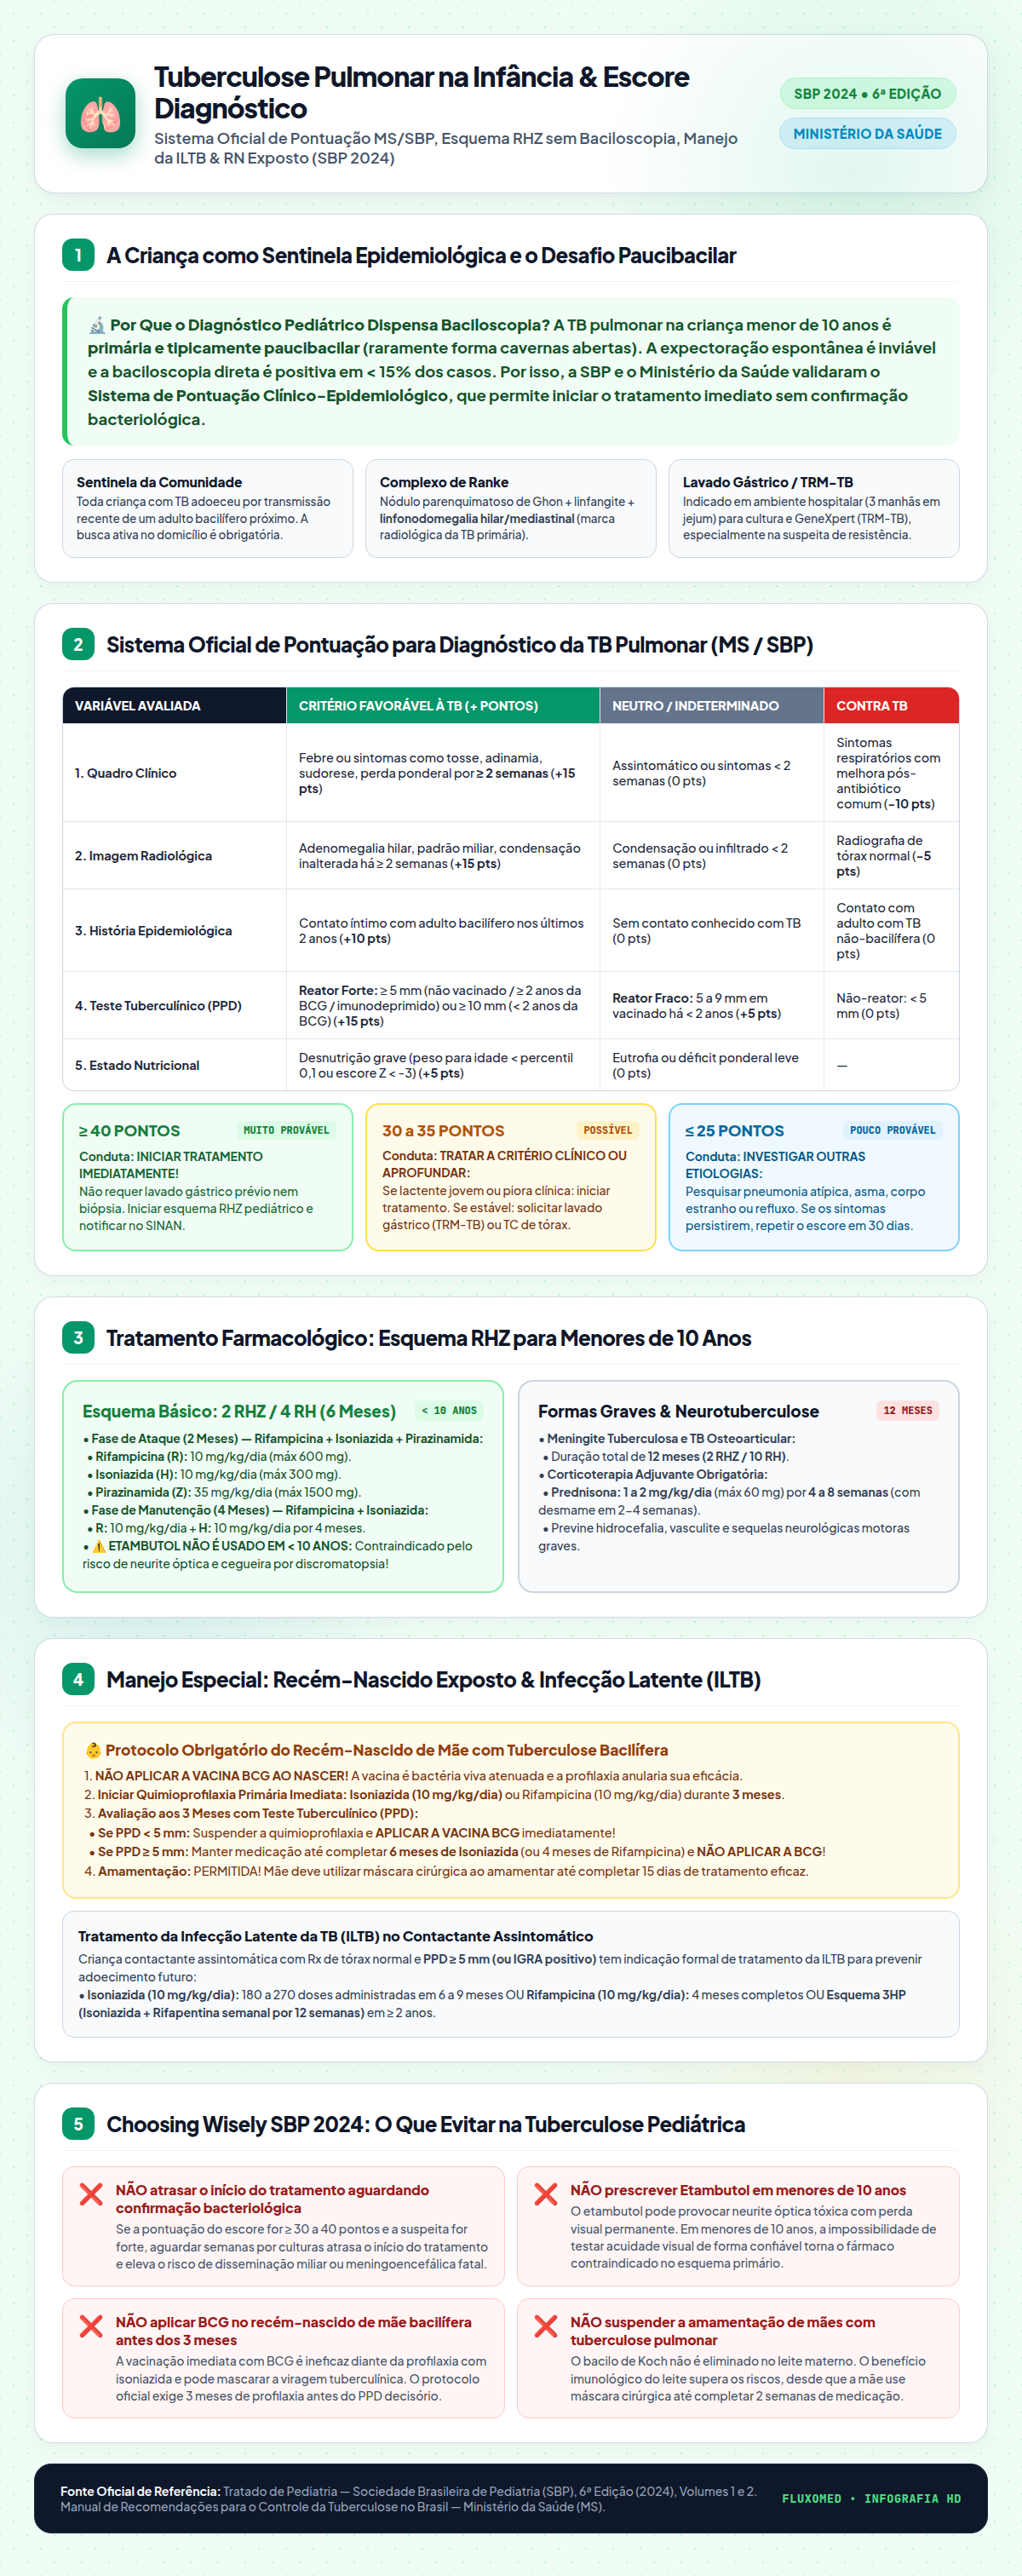 Tuberculose Pulmonar na Infância & Escore
Diagnóstico
Sistema Oficial de Pontuação MS/SBP, Esquema RHZ sem Baciloscopia, Manejo
da ILTB & RN Exposto (SBP 2024)
SBP 2024 • 6ª EDIÇÃO
MINISTÉRIO DA SAÚDE
1 A Criança como Sentinela Epidemiológica e o Desafio Paucibacilar
🔬 Por Que o Diagnóstico Pediátrico Dispensa Baciloscopia? A TB pulmonar na criança menor de 10 anos é
primária e tipicamente paucibacilar (raramente forma cavernas abertas). A expectoração espontânea é inviável
e a baciloscopia direta é positiva em < 15% dos casos. Por isso, a SBP e o Ministério da Saúde validaram o
Sistema de Pontuação Clínico-Epidemiológico, que permite iniciar o tratamento imediato sem confirmação
bacteriológica.
Sentinela da Comunidade
Toda criança com TB adoeceu por transmissão
recente de um adulto bacilífero próximo. A
busca ativa no domicílio é obrigatória.
Complexo de Ranke
Nódulo parenquimatoso de Ghon + linfangite +
linfonodomegalia hilar/mediastinal (marca
radiológica da TB primária).
Lavado Gástrico / TRM-TB
Indicado em ambiente hospitalar (3 manhãs em
jejum) para cultura e GeneXpert (TRM-TB),
especialmente na suspeita de resistência.
2 Sistema Oficial de Pontuação para Diagnóstico da TB Pulmonar (MS / SBP)
VARIÁVEL AVALIADA
CRITÉRIO FAVORÁVEL À TB (+ PONTOS)
NEUTRO / INDETERMINADO
CONTRA TB
1. Quadro Clínico
Febre ou sintomas como tosse, adinamia,
sudorese, perda ponderal por ≥ 2 semanas (+15
pts)
Assintomático ou sintomas < 2
semanas (0 pts)
Sintomas
respiratórios com
melhora pós-
antibiótico
comum (-10 pts)
2. Imagem Radiológica
Adenomegalia hilar, padrão miliar, condensação
inalterada há ≥ 2 semanas (+15 pts)
Condensação ou infiltrado < 2
semanas (0 pts)
Radiografia de
tórax normal (-5
pts)
3. História Epidemiológica
Contato íntimo com adulto bacilífero nos últimos
2 anos (+10 pts)
Sem contato conhecido com TB
(0 pts)
Contato com
adulto com TB
não-bacilífera (0
pts)
4. Teste Tuberculínico (PPD)
Reator Forte: ≥ 5 mm (não vacinado / ≥ 2 anos da
BCG / imunodeprimido) ou ≥ 10 mm (< 2 anos da
BCG) (+15 pts)
Reator Fraco: 5 a 9 mm em
vacinado há < 2 anos (+5 pts)
Não-reator: < 5
mm (0 pts)
5. Estado Nutricional
Desnutrição grave (peso para idade < percentil
0,1 ou escore Z < -3) (+5 pts)
Eutrofia ou déficit ponderal leve
(0 pts)
—
≥ 40 PONTOS MUITO PROVÁVEL
Conduta: INICIAR TRATAMENTO
IMEDIATAMENTE!
Não requer lavado gástrico prévio nem
biópsia. Iniciar esquema RHZ pediátrico e
notificar no SINAN.
30 a 35 PONTOS POSSÍVEL
Conduta: TRATAR A CRITÉRIO CLÍNICO OU
APROFUNDAR:
Se lactente jovem ou piora clínica: iniciar
tratamento. Se estável: solicitar lavado
gástrico (TRM-TB) ou TC de tórax.
≤ 25 PONTOS POUCO PROVÁVEL
Conduta: INVESTIGAR OUTRAS
ETIOLOGIAS:
Pesquisar pneumonia atípica, asma, corpo
estranho ou refluxo. Se os sintomas
persistirem, repetir o escore em 30 dias.
3 Tratamento Farmacológico: Esquema RHZ para Menores de 10 Anos
Esquema Básico: 2 RHZ / 4 RH (6 Meses) < 10 ANOS
• Fase de Ataque (2 Meses) — Rifampicina + Isoniazida + Pirazinamida:
• Rifampicina (R): 10 mg/kg/dia (máx 600 mg).
• Isoniazida (H): 10 mg/kg/dia (máx 300 mg).
• Pirazinamida (Z): 35 mg/kg/dia (máx 1500 mg).
• Fase de Manutenção (4 Meses) — Rifampicina + Isoniazida:
• R: 10 mg/kg/dia + H: 10 mg/kg/dia por 4 meses.
• ⚠️ ETAMBUTOL NÃO É USADO EM < 10 ANOS: Contraindicado pelo
risco de neurite óptica e cegueira por discromatopsia!
Formas Graves & Neurotuberculose 12 MESES
• Meningite Tuberculosa e TB Osteoarticular:
• Duração total de 12 meses (2 RHZ / 10 RH).
• Corticoterapia Adjuvante Obrigatória:
• Prednisona: 1 a 2 mg/kg/dia (máx 60 mg) por 4 a 8 semanas (com
desmame em 2-4 semanas).
• Previne hidrocefalia, vasculite e sequelas neurológicas motoras
graves.
4 Manejo Especial: Recém-Nascido Exposto & Infecção Latente (ILTB)
👶 Protocolo Obrigatório do Recém-Nascido de Mãe com Tuberculose Bacilífera
1. NÃO APLICAR A VACINA BCG AO NASCER! A vacina é bactéria viva atenuada e a profilaxia anularia sua eficácia.
2. Iniciar Quimioprofilaxia Primária Imediata: Isoniazida (10 mg/kg/dia) ou Rifampicina (10 mg/kg/dia) durante 3 meses.
3. Avaliação aos 3 Meses com Teste Tuberculínico (PPD):
• Se PPD < 5 mm: Suspender a quimioprofilaxia e APLICAR A VACINA BCG imediatamente!
• Se PPD ≥ 5 mm: Manter medicação até completar 6 meses de Isoniazida (ou 4 meses de Rifampicina) e NÃO APLICAR A BCG!
4. Amamentação: PERMITIDA! Mãe deve utilizar máscara cirúrgica ao amamentar até completar 15 dias de tratamento eficaz.
Tratamento da Infecção Latente da TB (ILTB) no Contactante Assintomático
Criança contactante assintomática com Rx de tórax normal e PPD ≥ 5 mm (ou IGRA positivo) tem indicação formal de tratamento da ILTB para prevenir
adoecimento futuro:
• Isoniazida (10 mg/kg/dia): 180 a 270 doses administradas em 6 a 9 meses OU Rifampicina (10 mg/kg/dia): 4 meses completos OU Esquema 3HP
(Isoniazida + Rifapentina semanal por 12 semanas) em ≥ 2 anos.
5 Choosing Wisely SBP 2024: O Que Evitar na Tuberculose Pediátrica
❌ NÃO atrasar o início do tratamento aguardando
confirmação bacteriológica
Se a pontuação do escore for ≥ 30 a 40 pontos e a suspeita for
forte, aguardar semanas por culturas atrasa o início do tratamento
e eleva o risco de disseminação miliar ou meningoencefálica fatal.
❌ NÃO prescrever Etambutol em menores de 10 anos
O etambutol pode provocar neurite óptica tóxica com perda
visual permanente. Em menores de 10 anos, a impossibilidade de
testar acuidade visual de forma confiável torna o fármaco
contraindicado no esquema primário.
❌ NÃO aplicar BCG no recém-nascido de mãe bacilífera
antes dos 3 meses
A vacinação imediata com BCG é ineficaz diante da profilaxia com
isoniazida e pode mascarar a viragem tuberculínica. O protocolo
oficial exige 3 meses de profilaxia antes do PPD decisório.
❌ NÃO suspender a amamentação de mães com
tuberculose pulmonar
O bacilo de Koch não é eliminado no leite materno. O benefício
imunológico do leite supera os riscos, desde que a mãe use
máscara cirúrgica até completar 2 semanas de medicação.
Fonte Oficial de Referência: Tratado de Pediatria — Sociedade Brasileira de Pediatria (SBP), 6ª Edição (2024), Volumes 1 e 2.
Manual de Recomendações para o Controle da Tuberculose no Brasil — Ministério da Saúde (MS).
FLUXOMED • INFOGRAFIA HD